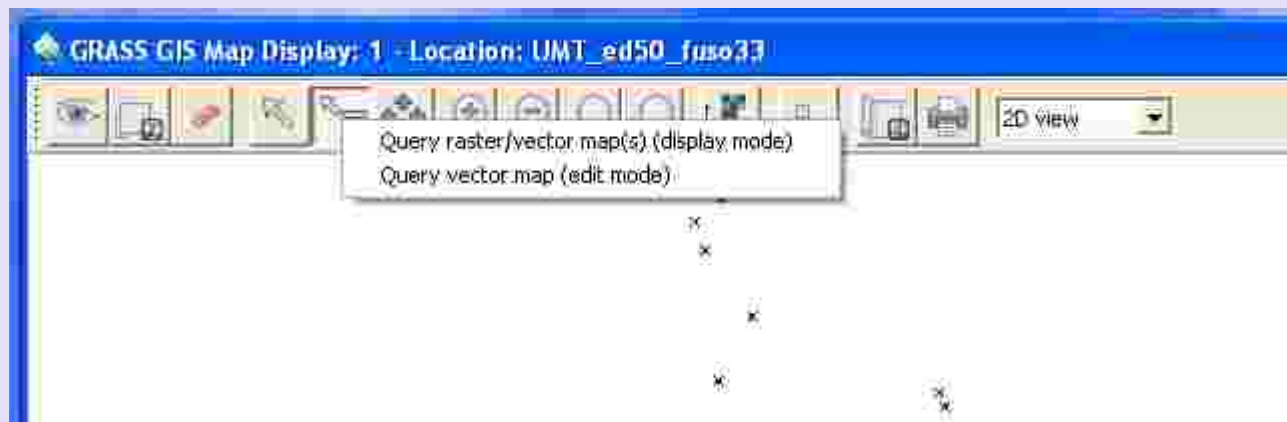 GRASS GIS Map Display: 1 - Location: UMT_ed50_fuso33
2D view
Query raster/vector map(s) (display mode)
Query vector map (edit mode)